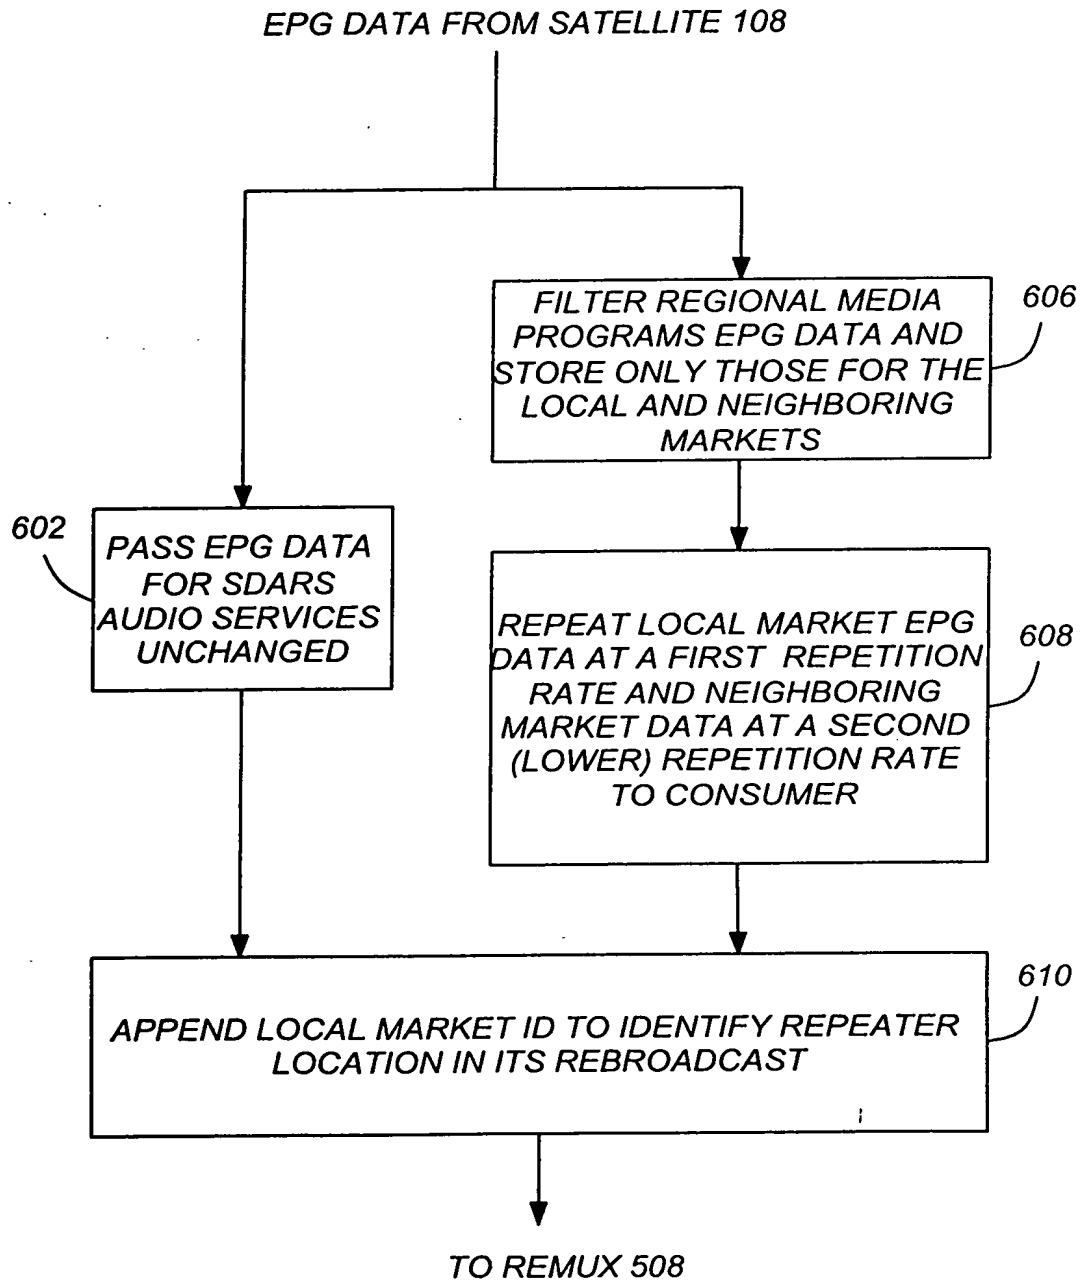 EPG DATA FROM SATELLITE 108
FILTER REGIONAL MEDIA
PROGRAMS EPG DATA AND
STORE ONLY THOSE FOR THE
LOCAL AND NEIGHBORING
MARKETS
606
602
PASS EPG DATA
FOR SDARS
AUDIO SERVICES
UNCHANGED
REPEAT LOCAL MARKET EPG
DATA AT A FIRST REPETITION
RATE AND NEIGHBORING
MARKET DATA AT A SECOND
(LOWER) REPETITION RATE
TO CONSUMER
608
610
APPEND LOCAL MARKET ID TO IDENTIFY REPEATER
LOCATION IN ITS REBROADCAST
TO REMUX 508